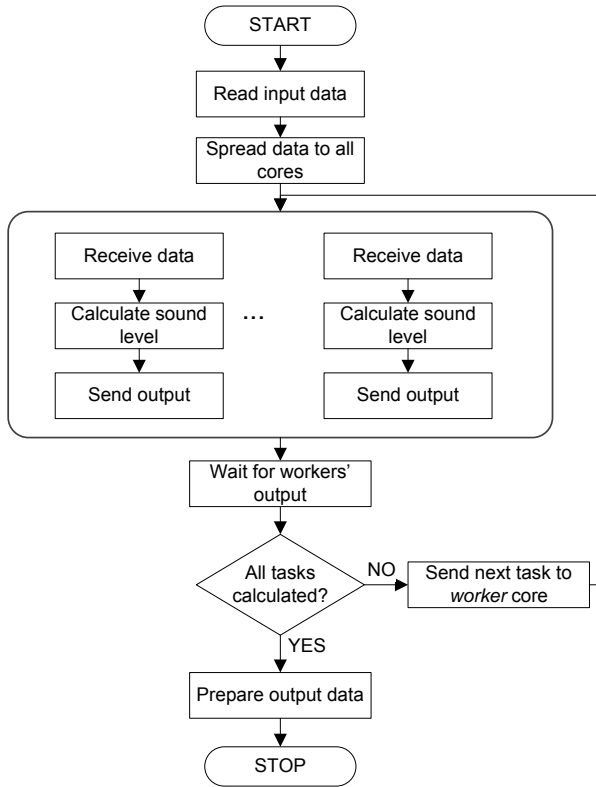 START
Read input data
Spread data to all
cores
Receive data
Receive data
Calculate sound
level
...
Calculate sound
level
Send output
Send output
Wait for workers'
output
All tasks
calculated?
NO
Send next task to
worker core
YES
Prepare output data
STOP